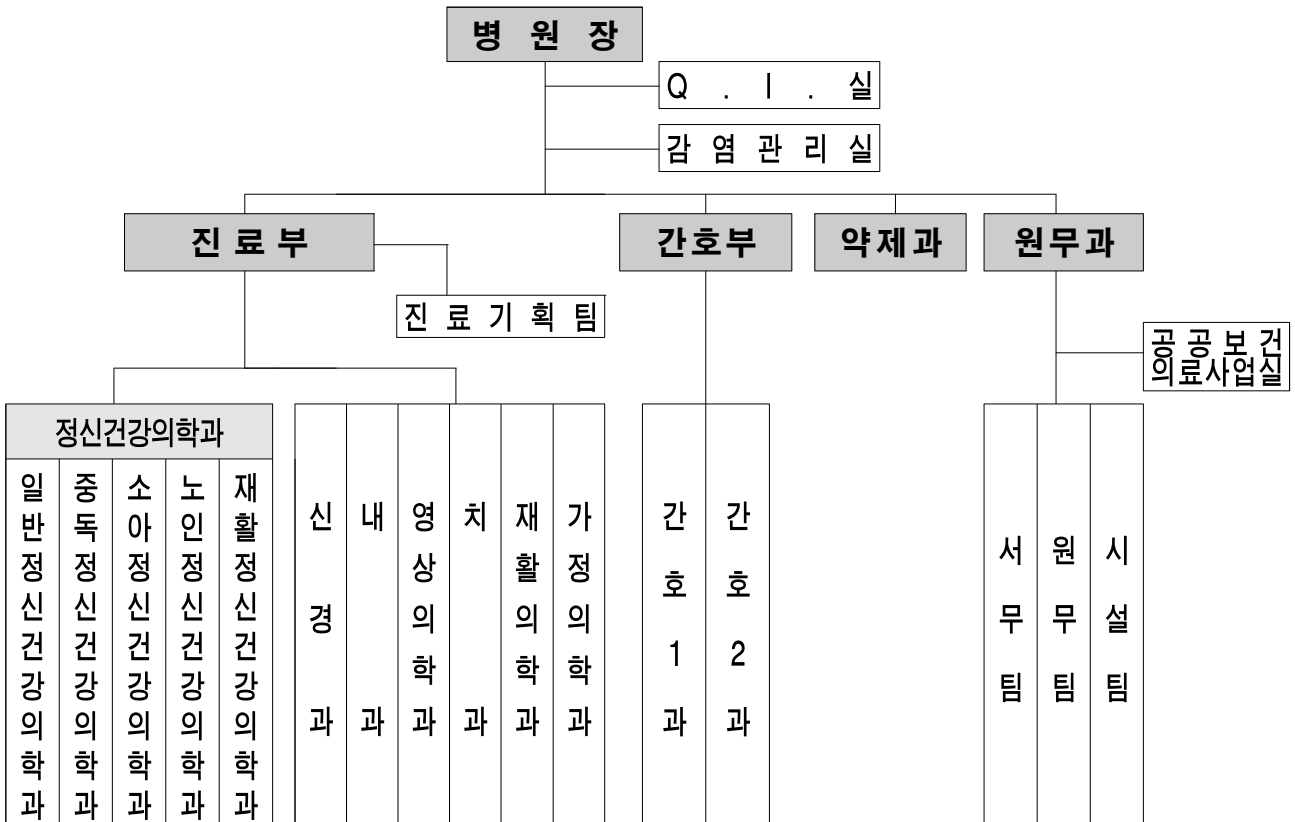 병 원 장
Q . I . 실
감 염 관 리 실
진 료 부
간호부
약제과
원무과
진 료 기 획 팀
공 공 보 건
의료사업실
정신건강의학과
일반정신건강의학과
중독정신건강의학과
소아정신건강의학과
노인정신건강의학과
재활정신건강의학과
신경과
내과
영상의학과
치과
재활의학과
가정의학과
간호1과
간호2과
서무팀
원무팀
시설팀